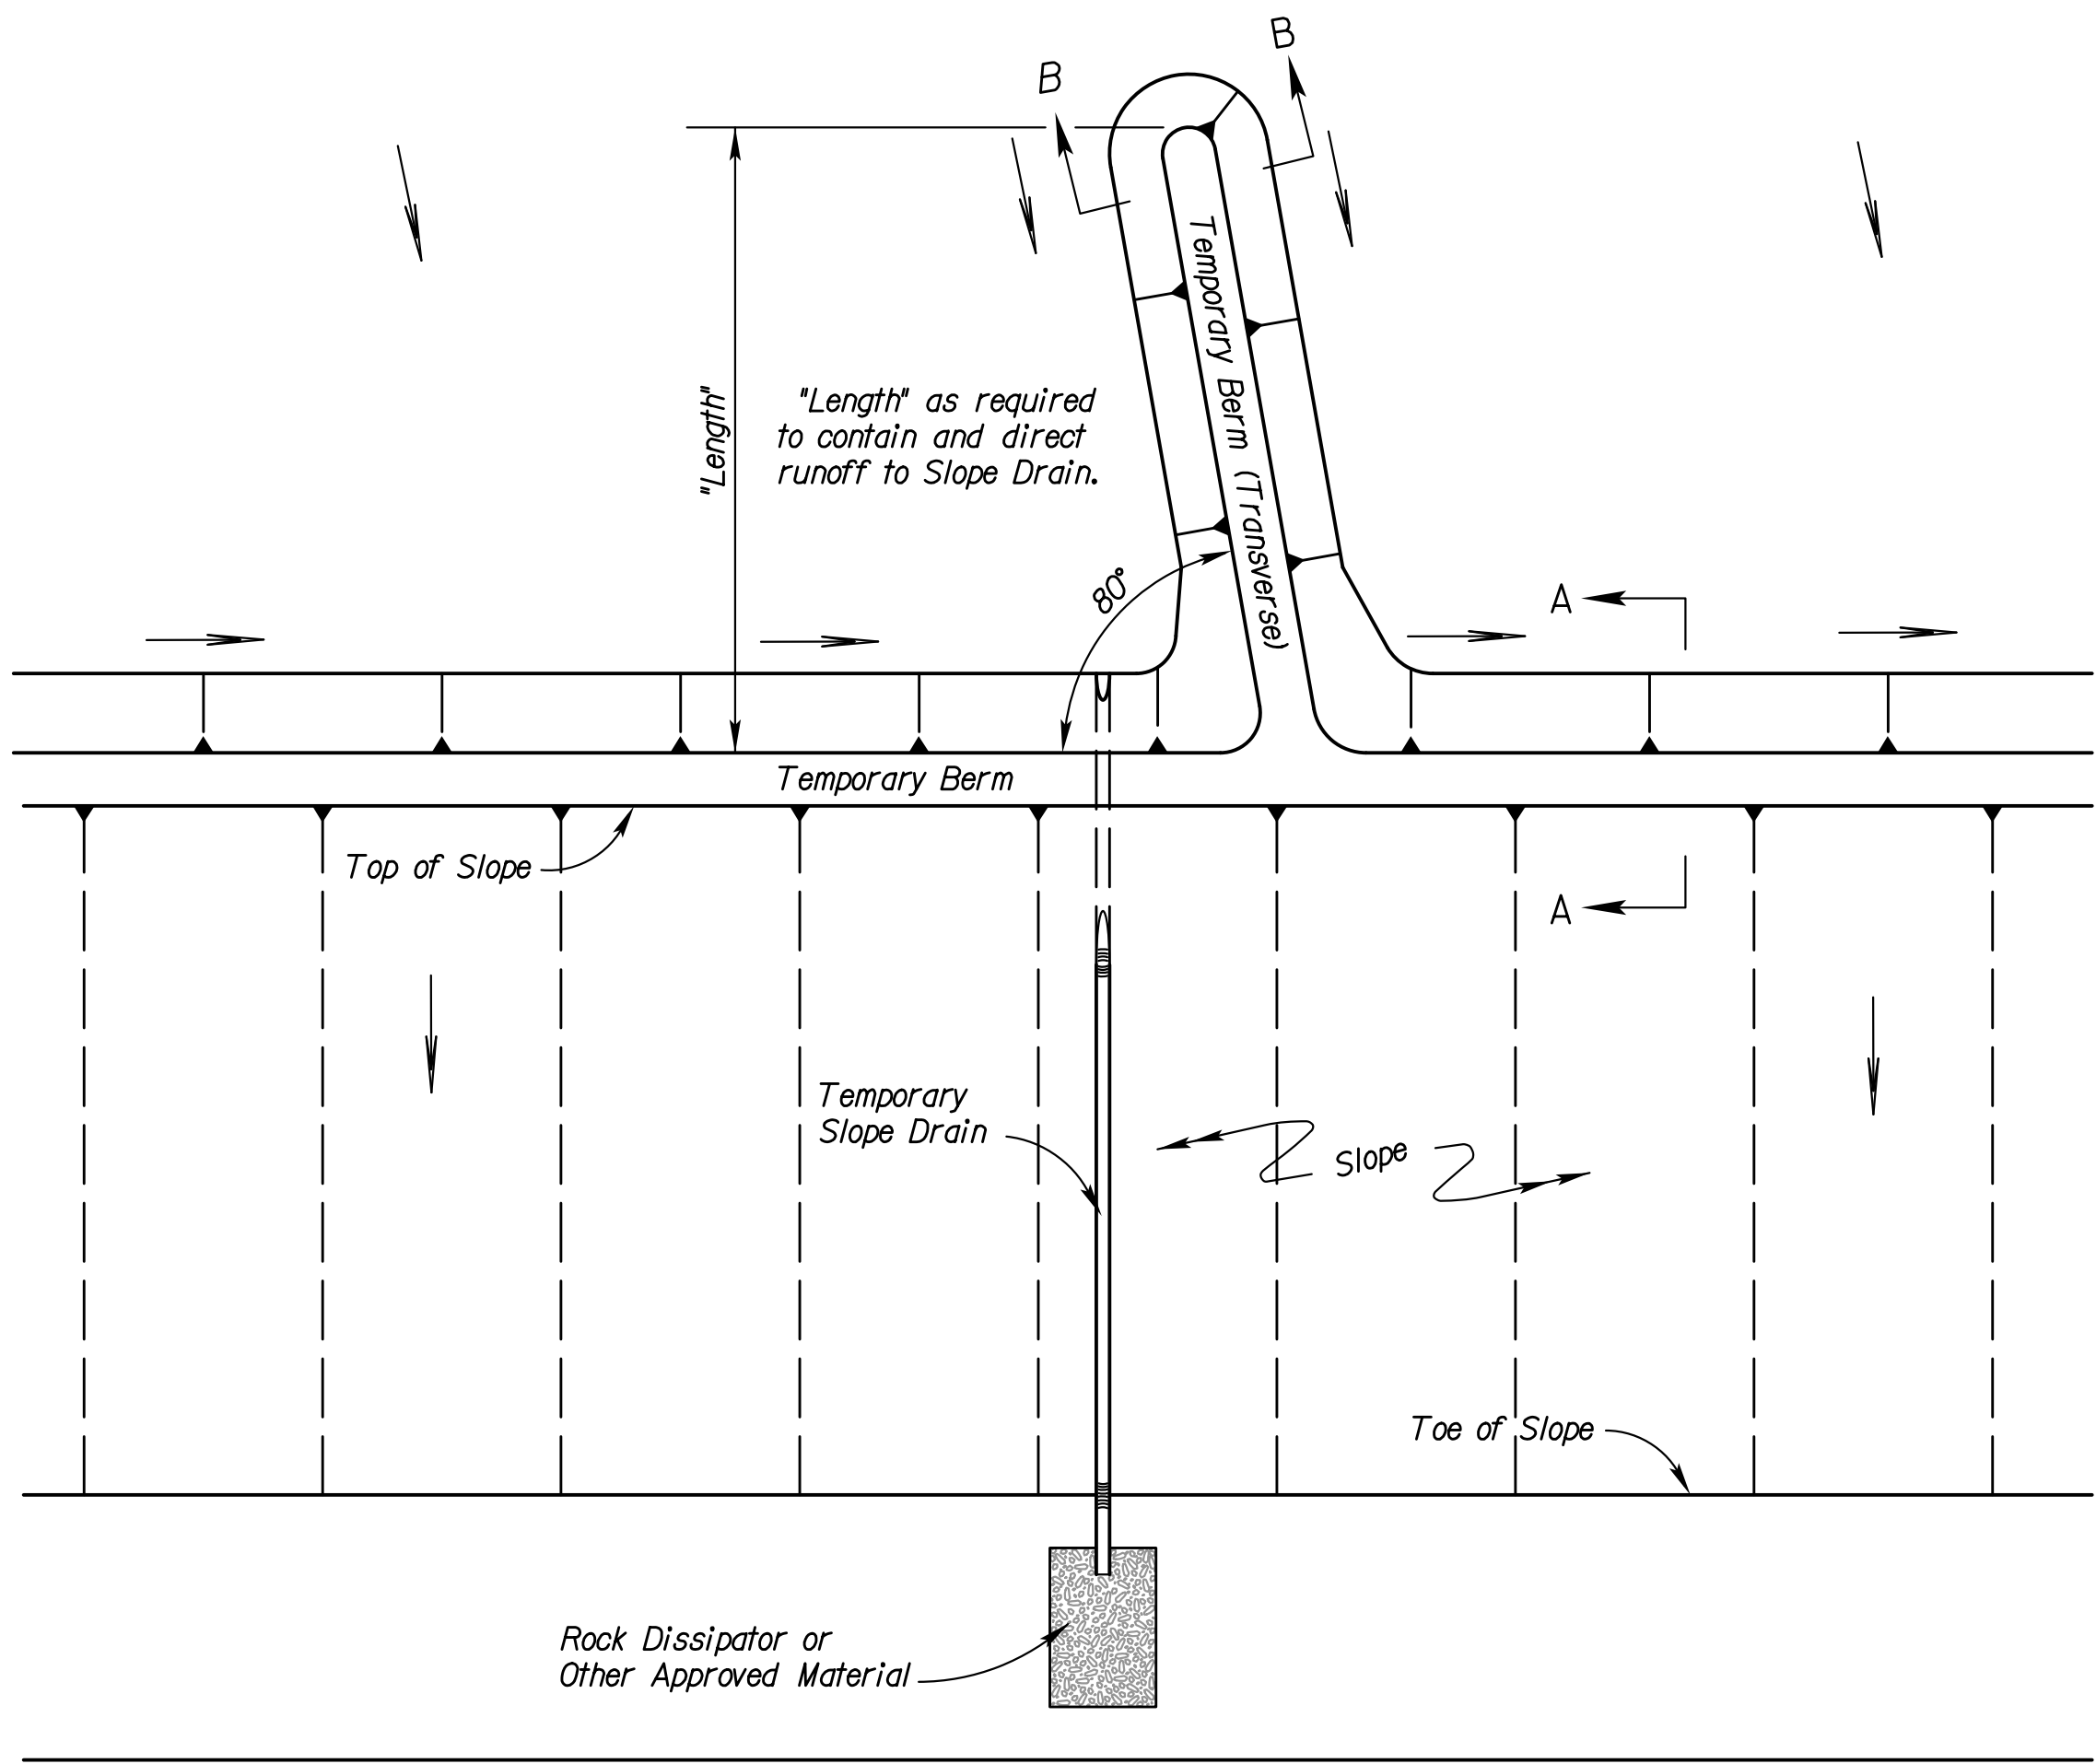 B
B
"Length"
"Length" as required
to contain and direct
runoff to Slope Drain.
Temporary Berm (Transverse)
80°
A
Temporary Berm
Top of Slope
A
Temporary
Slope Drain
Slope
Toe of Slope
Rock Dissipator or
Other Approved Material